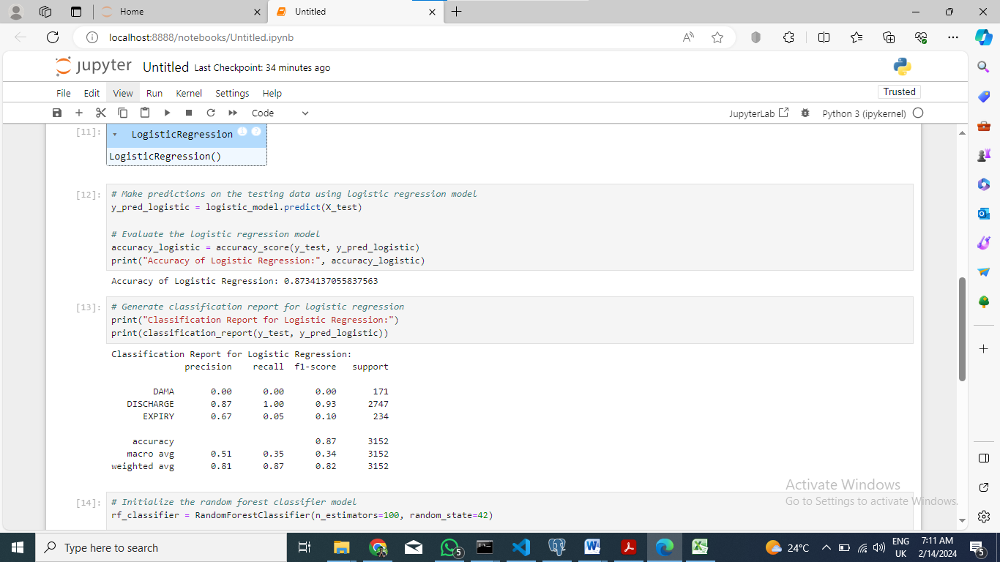 Home
Untitled
localhost:8888/notebooks/Untitled.ipynb
jupyter Untitled Last Checkpoint: 34 minutes ago
File Edit View Run Kernel Settings Help
Trusted
Code
JupyterLab
Python 3 (ipykernel)
[11]:
LogisticRegression
LogisticRegression()
[12]:
# Make predictions on the testing data using logistic regression model
y_pred_logistic = logistic_model.predict(X_test)
# Evaluate the logistic regression model
accuracy_logistic = accuracy_score(y_test, y_pred_logistic)
print("Accuracy of Logistic Regression:", accuracy_logistic)
Accuracy of Logistic Regression: 0.8734137055837563
[13]:
# Generate classification report for logistic regression
print("Classification Report for Logistic Regression:")
print(classification_report(y_test, y_pred_logistic))
Classification Report for Logistic Regression:
precision recall f1-score support
DAMA 0.00 0.00 0.00 171
DISCHARGE 0.87 1.00 0.93 2747
EXPIRY 0.67 0.05 0.10 234
accuracy 0.87 3152
macro avg 0.51 0.35 0.34 3152
weighted avg 0.81 0.87 0.82 3152
[14]:
# Initialize the random forest classifier model
rf_classifier = RandomForestClassifier(n_estimators=100, random_state=42)
Activate Windows
Go to Settings to activate Windows.
Type here to search
5
24°C
ENG
UK
7:11 AM
2/14/2024
5